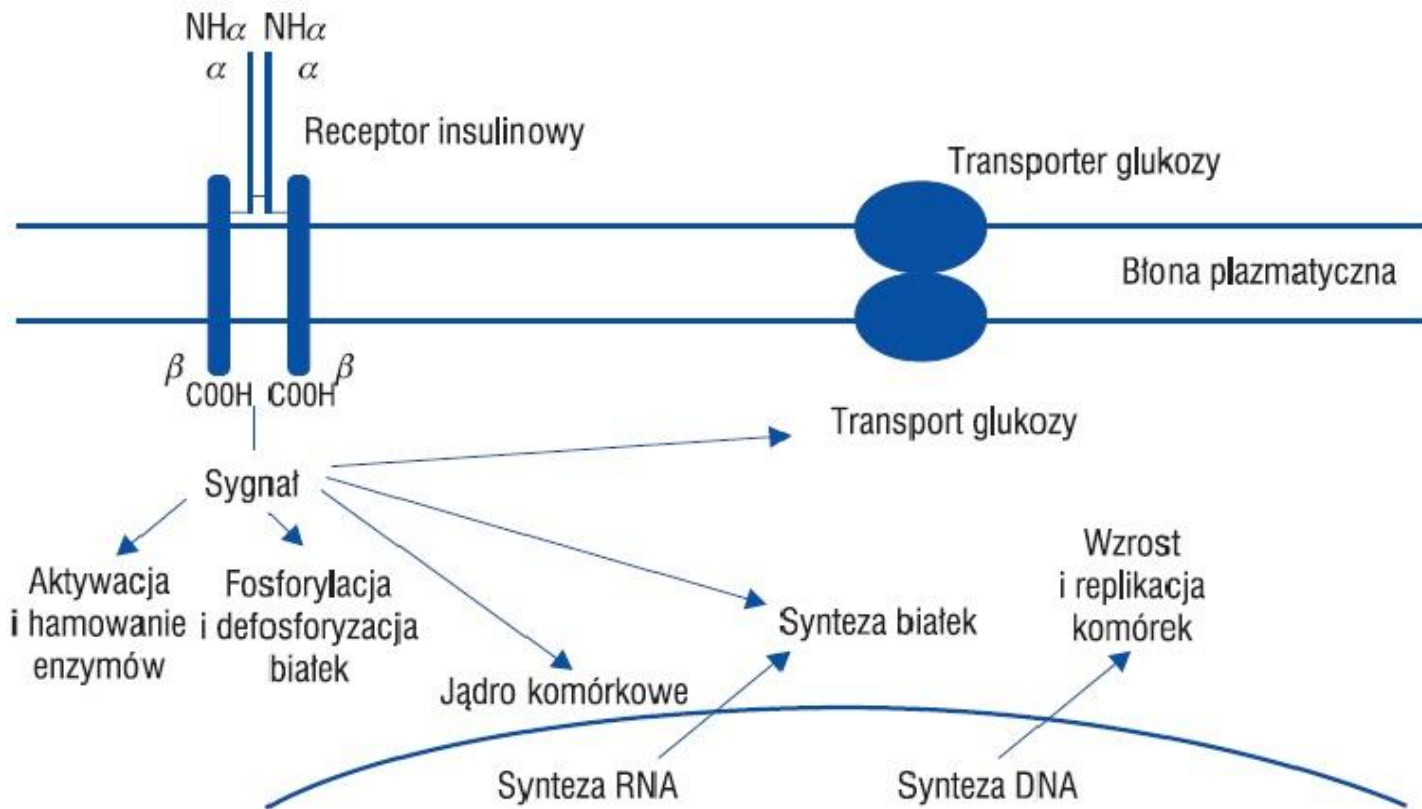 NHα NHα
α α
Receptor insulinowy
Transporter glukozy
Błona plazmatyczna
β β
COOH COOH
Transport glukozy
Sygnał
Aktywacja
i hamowanie
enzymów
Fosforylacja
i defosforyzacja
białek
Jądro komórkowe
Synteza białek
Wzrost
i replikacja
komórek
Synteza RNA
Synteza DNA